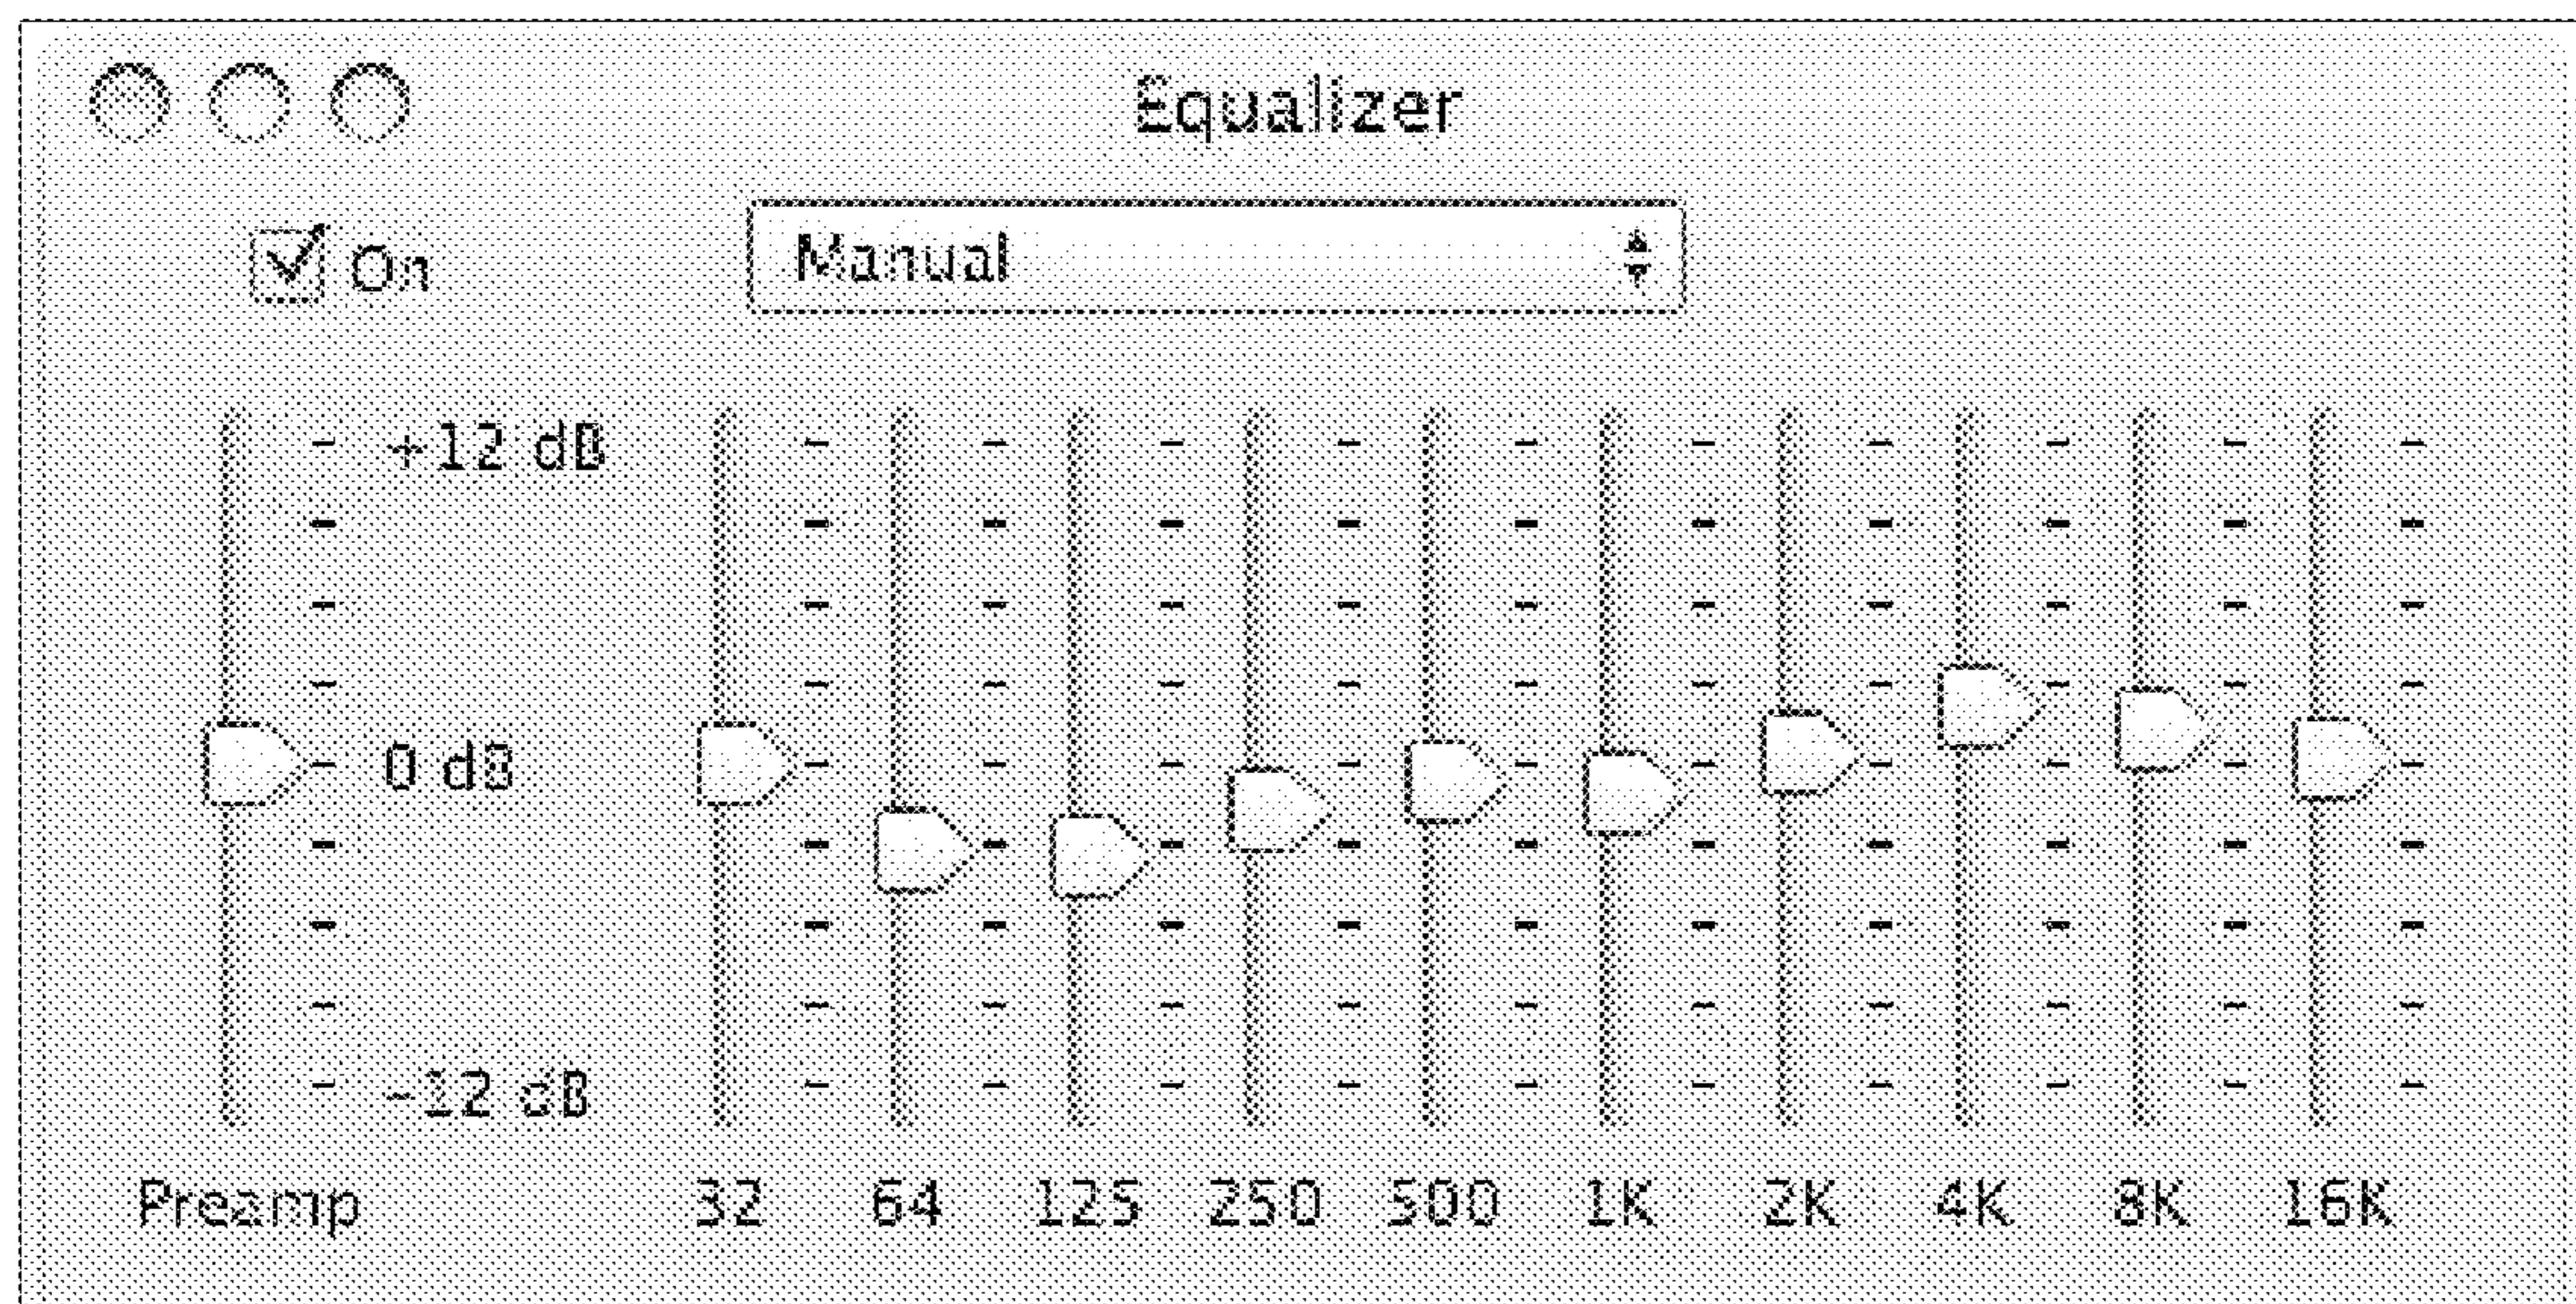 Equalizer
On
Manual
+12 dB
0 dB
-12 dB
Preamp 32 64 125 250 500 1K 2K 4K 8K 16K